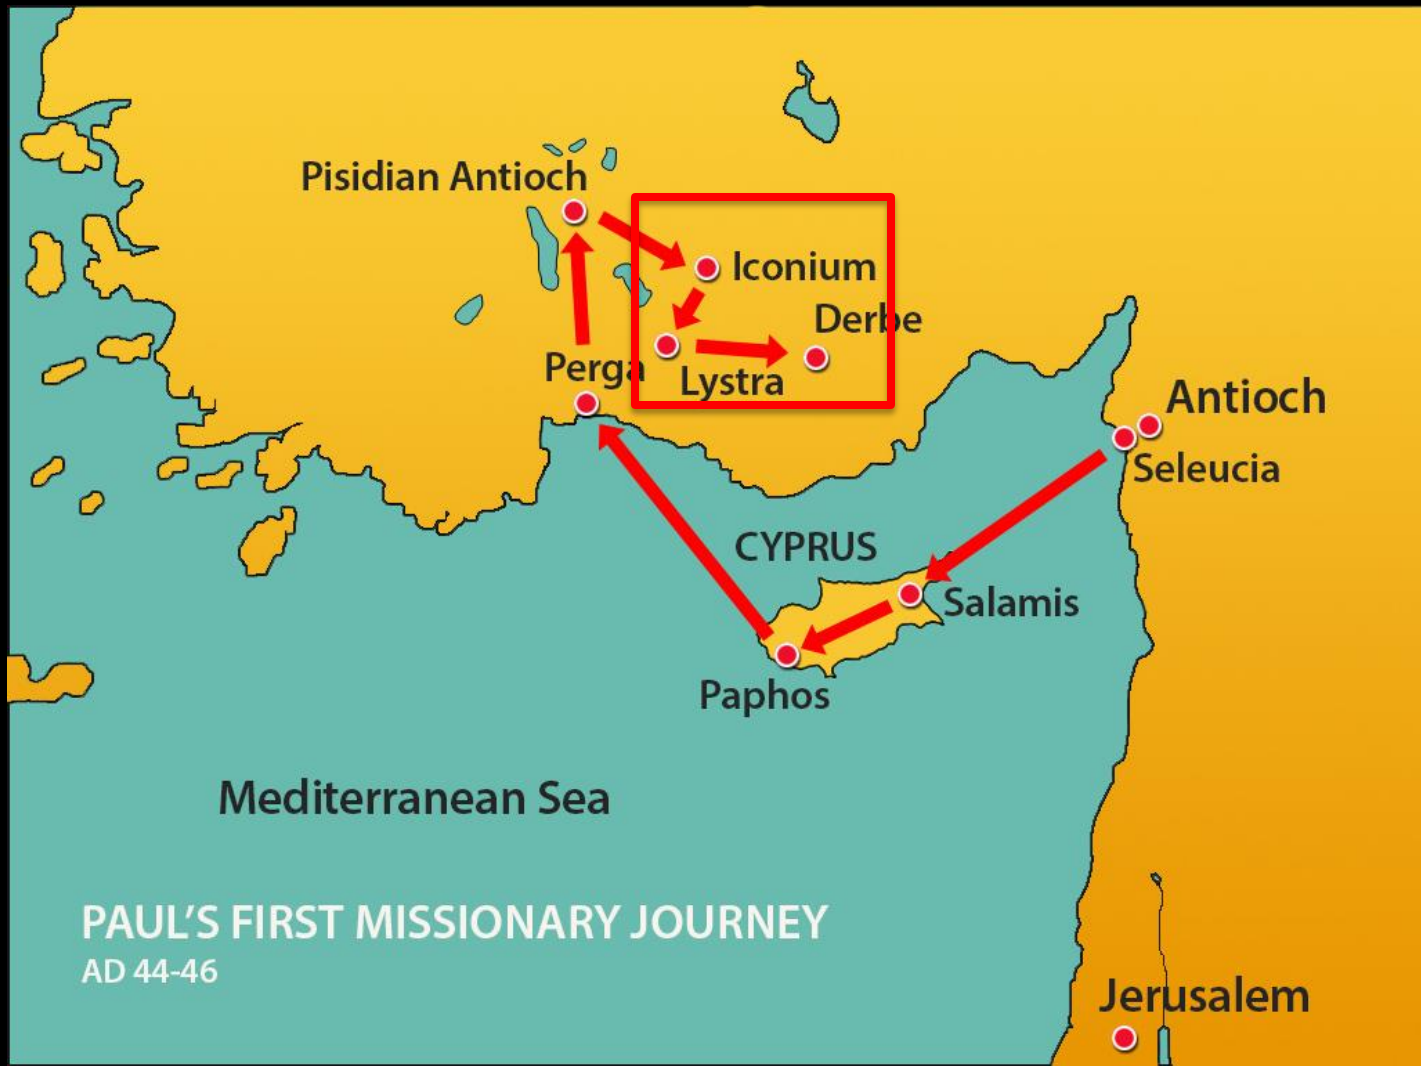 Pisidian Antioch
Iconium
Derbe
Perga
Lystra
Antioch
Seleucia
CYPRUS
Salamis
Paphos
Mediterranean Sea
PAUL'S FIRST MISSIONARY JOURNEY
AD 44-46
Jerusalem